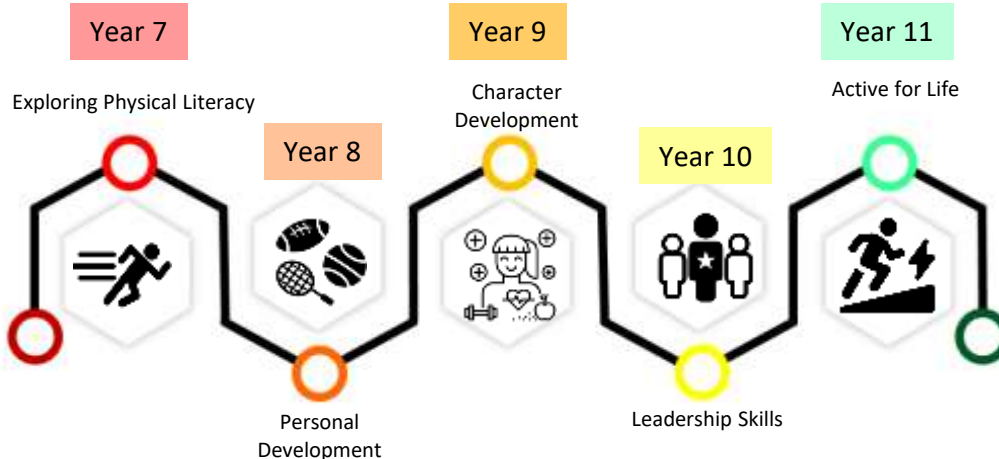 Year 7
Exploring Physical Literacy
Year 8
Personal
Development
Year 9
Character
Development
Year 10
Leadership Skills
Year 11
Active for Life